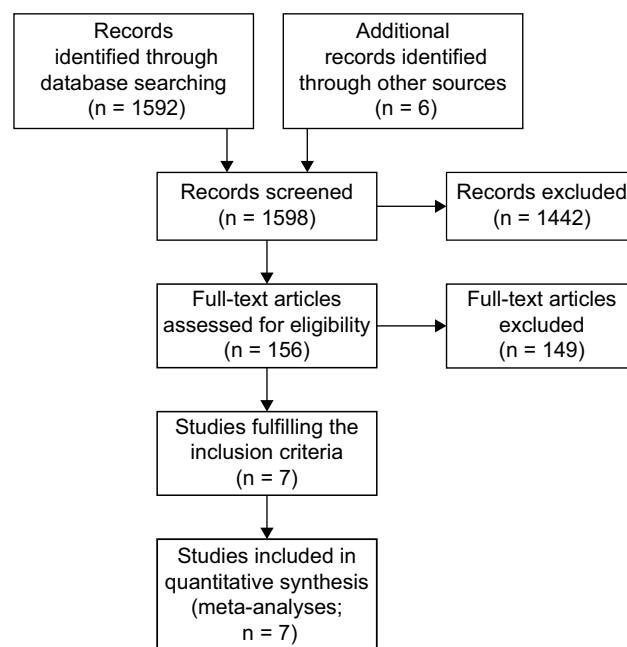 Records
identified through
database searching
(n = 1592)
Additional
records identified
through other sources
(n = 6)
Records screened
(n = 1598)
Records excluded
(n = 1442)
Full-text articles
assessed for eligibility
(n = 156)
Full-text articles
excluded
(n = 149)
Studies fulfilling the
inclusion criteria
(n = 7)
Studies included in
quantitative synthesis
(meta-analyses;
n = 7)